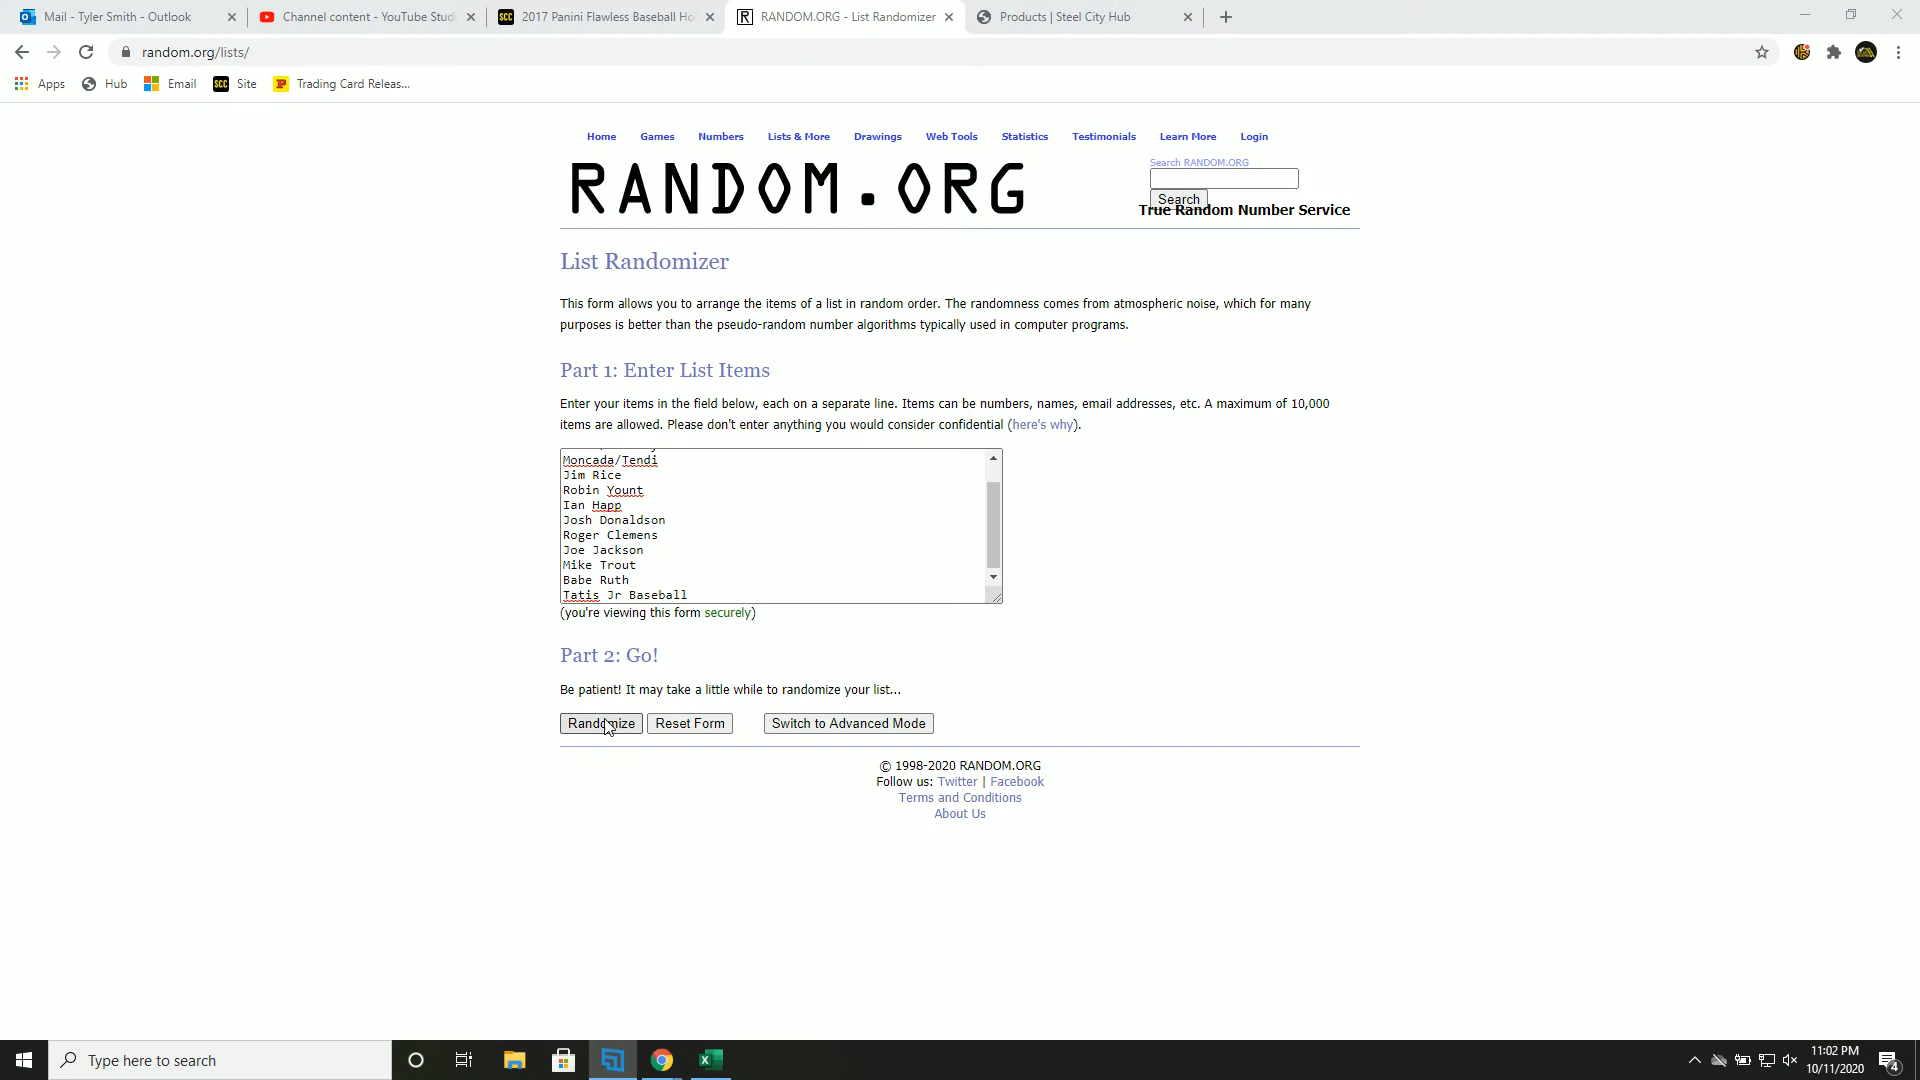 Mail - Tyler Smith - Outlook
Channel content - YouTube Studi
SCC 2017 Panini Flawless Baseball Ho
R RANDOM.ORG - List Randomizer
Products | Steel City Hub
random.org/lists/
Apps
Hub
Email
SCC Site
Trading Card Releas...
Home Games Numbers Lists & More Drawings Web Tools Statistics Testimonials Learn More Login
RANDOM.ORG
Search RANDOM.ORG
Search
True Random Number Service
List Randomizer
This form allows you to arrange the items of a list in random order. The randomness comes from atmospheric noise, which for many
purposes is better than the pseudo-random number algorithms typically used in computer programs.
Part 1: Enter List Items
Enter your items in the field below, each on a separate line. Items can be numbers, names, email addresses, etc. A maximum of 10,000
items are allowed. Please don't enter anything you would consider confidential (here's why).
Moncada/Tendi
Jim Rice
Robin Yount
Ian Happ
Josh Donaldson
Roger Clemens
Joe Jackson
Mike Trout
Babe Ruth
Tatis Jr Baseball
(you're viewing this form securely)
Part 2: Go!
Be patient! It may take a little while to randomize your list...
Randomize Reset Form Switch to Advanced Mode
© 1998-2020 RANDOM.ORG
Follow us: Twitter | Facebook
Terms and Conditions
About Us
Type here to search
11:02 PM
10/11/2020
4